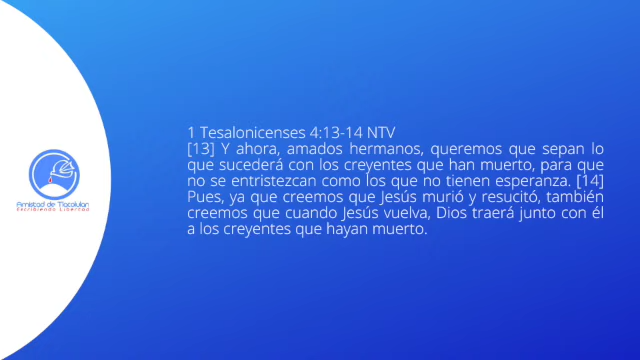 1 Tesalonicenses 4:13-14 NTV
[13] Y ahora, amados hermanos, queremos que sepan lo
que sucederá con los creyentes que han muerto, para que
no se entristezcan como los que no tienen esperanza. [14]
Pues, ya que creemos que Jesús murió y resucitó, también
creemos que cuando Jesús vuelva, Dios traerá junto con él
a los creyentes que hayan muerto.
Amistad de Tlacolulan
Recibiendo Libertad